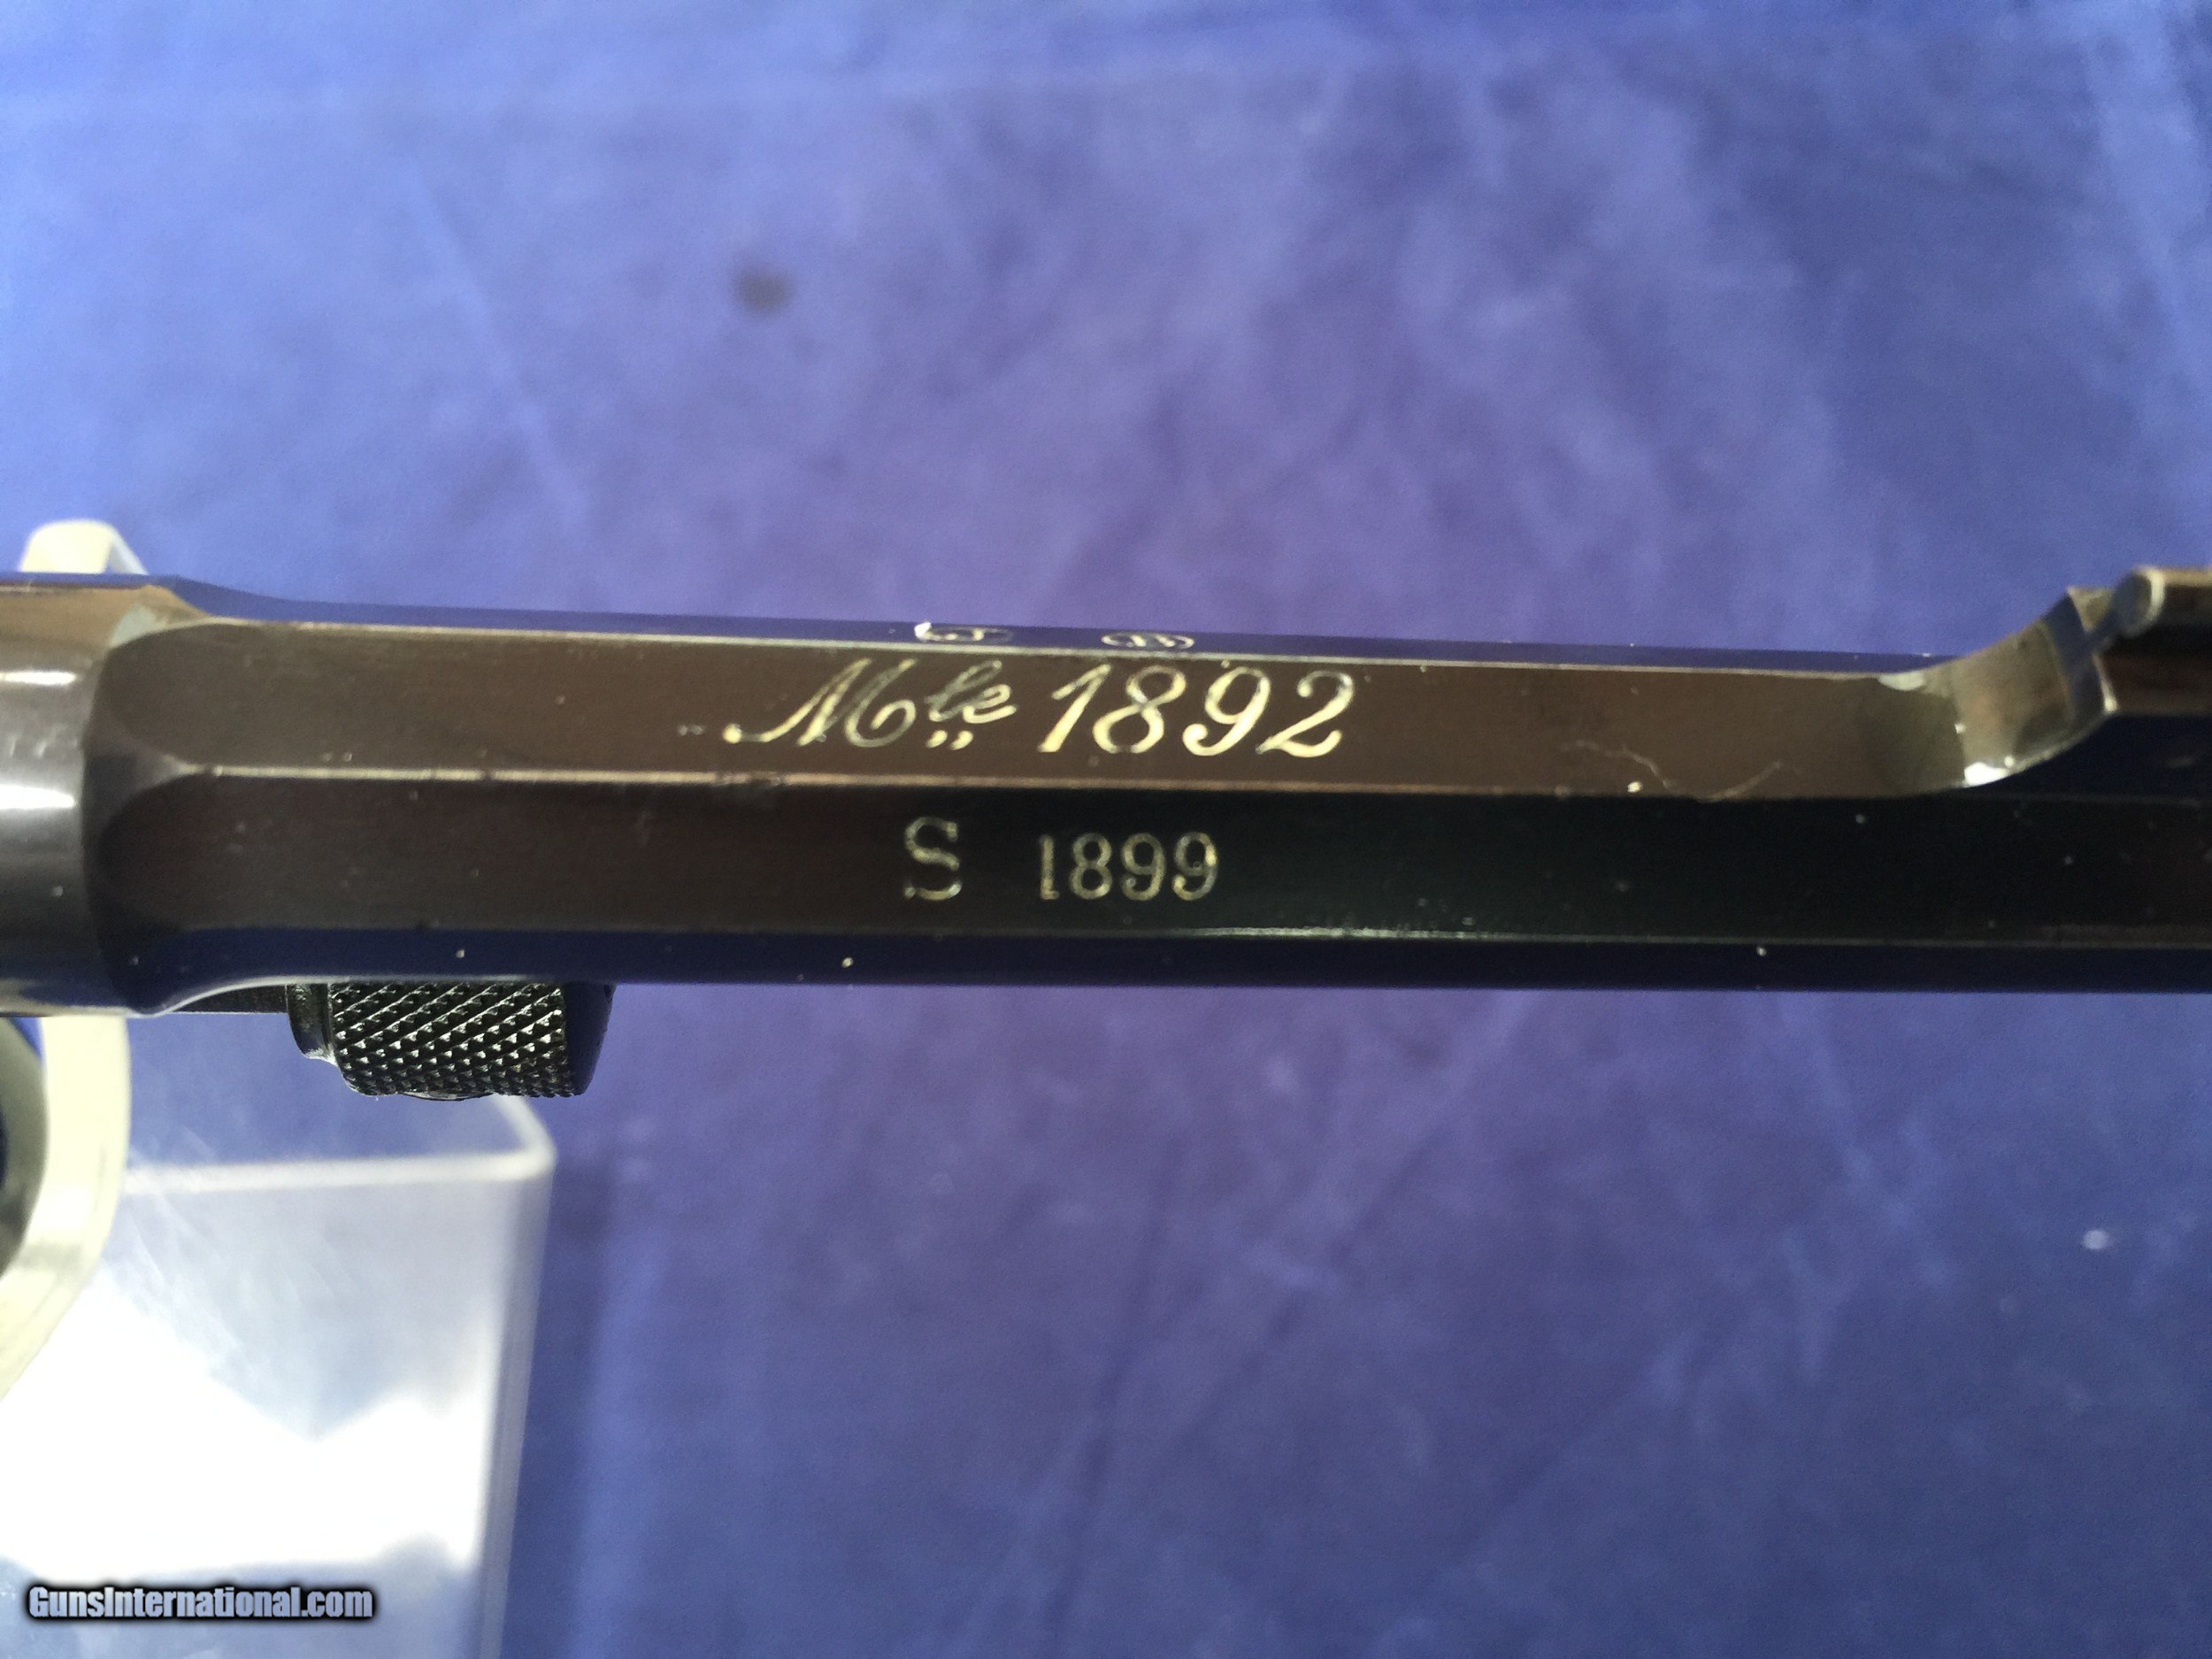 J B
Mle 1892
S 1899
GunsInternational.com